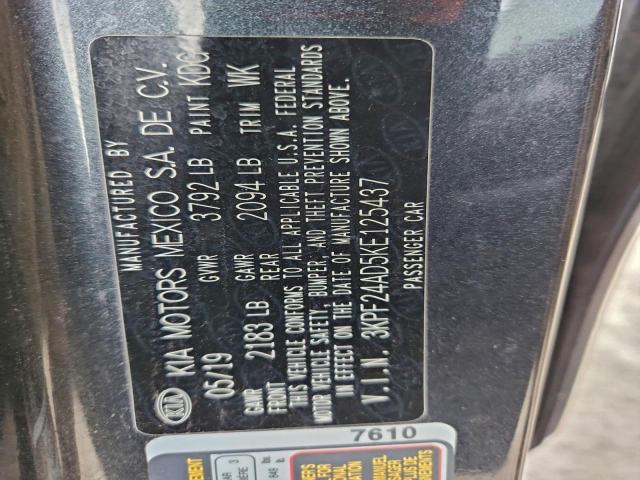 MANUFACTURED BY
KIA KIA MOTORS MEXICO S.A. DE C.V.
05/19 GVWR 3792 LB PAINT KDG
GAWR FRONT 2183 LB GAWR REAR 2094 LB TRIM WK
THIS VEHICLE CONFORMS TO ALL APPLICABLE U.S.A. FEDERAL
MOTOR VEHICLE SAFETY, BUMPER, AND THEFT PREVENTION STANDARDS
IN EFFECT ON THE DATE OF MANUFACTURE SHOWN ABOVE.
V.I.N. 3KPF24AD5KE125437
PASSENGER CAR
7610